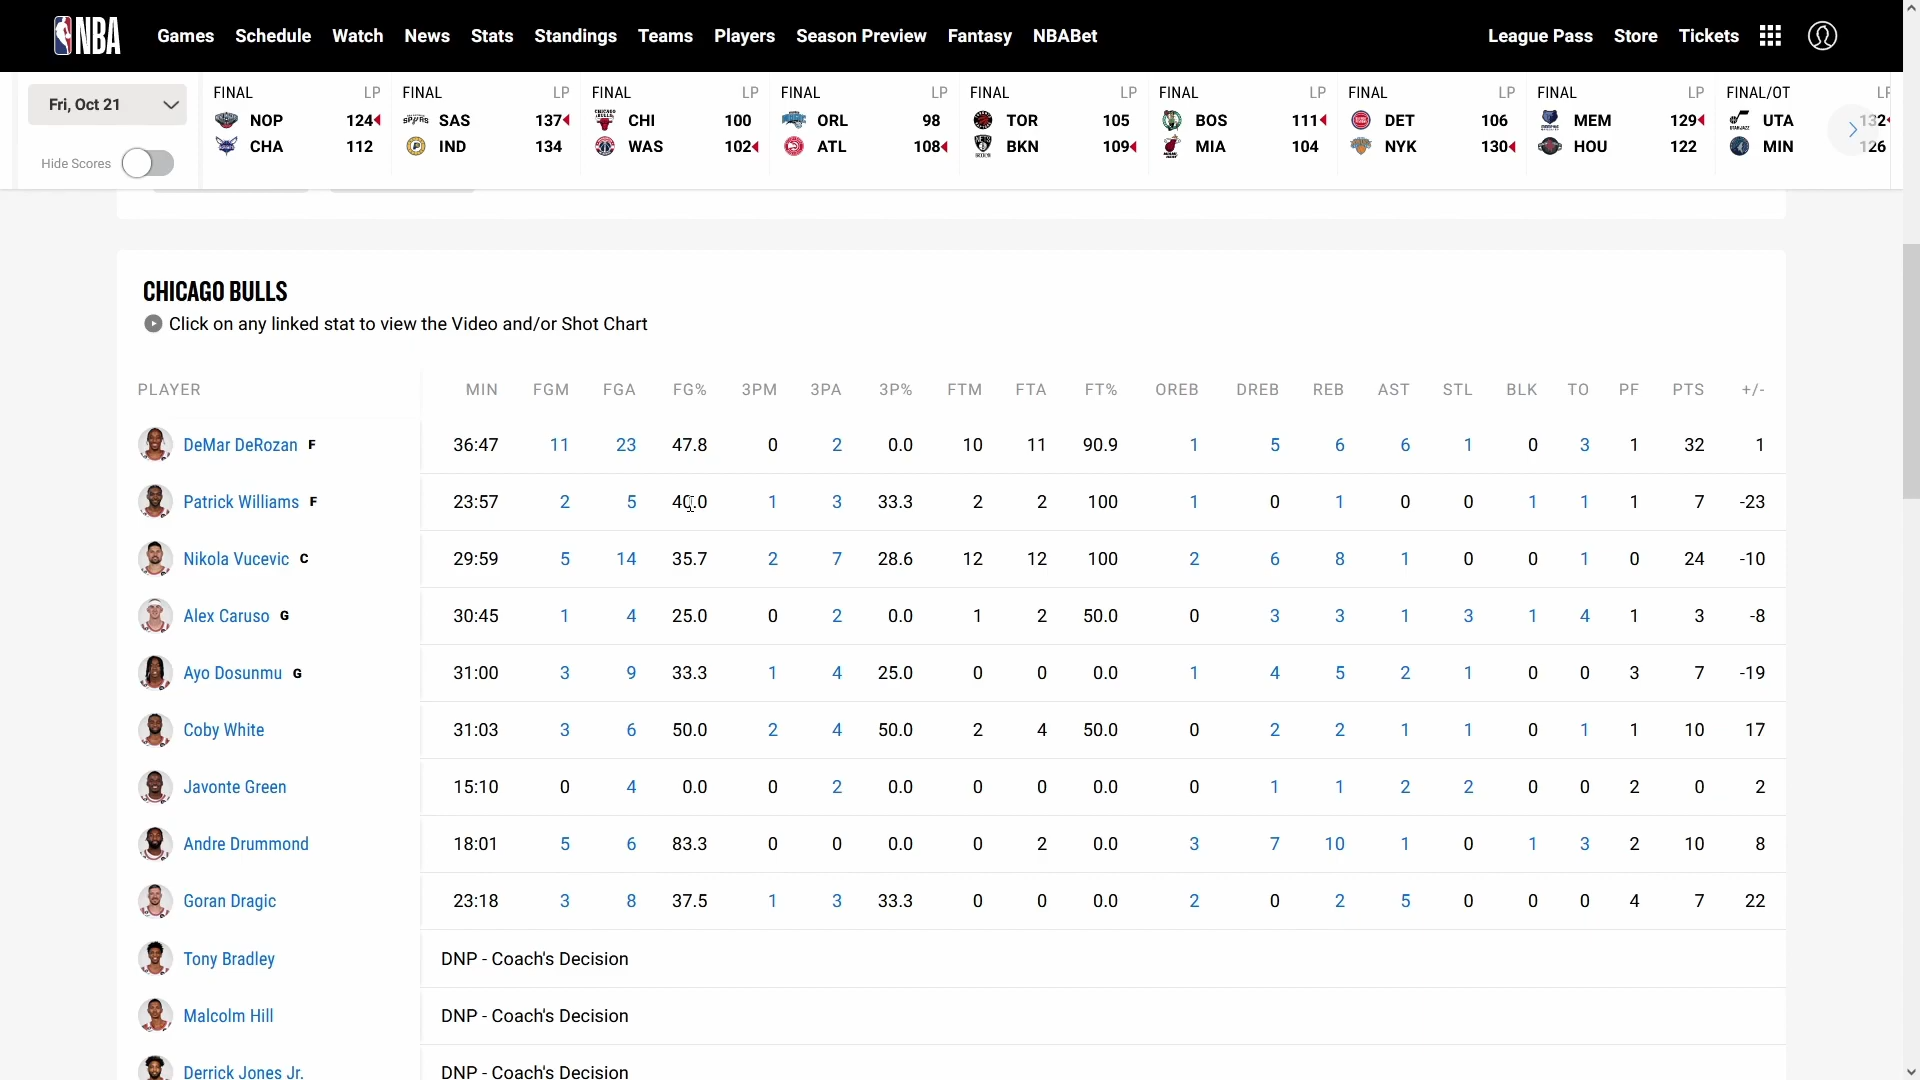 NBA Games Schedule Watch News Stats Standings Teams Players Season Preview Fantasy NBABet League Pass Store Tickets
Fri, Oct 21
Hide Scores
FINAL LP
NOP 124
CHA 112
FINAL LP
SAS 137
IND 134
FINAL LP
CHI 100
WAS 102
FINAL LP
ORL 98
ATL 108
FINAL LP
TOR 105
BKN 109
FINAL LP
BOS 111
MIA 104
FINAL LP
DET 106
NYK 130
FINAL LP
MEM 129
HOU 122
FINAL/OT LP
UTA 132
MIN 126
CHICAGO BULLS
Click on any linked stat to view the Video and/or Shot Chart
PLAYER MIN FGM FGA FG% 3PM 3PA 3P% FTM FTA FT% OREB DREB REB AST STL BLK TO PF PTS +/-
DeMar DeRozan F 36:47 11 23 47.8 0 2 0.0 10 11 90.9 1 5 6 6 1 0 3 1 32 1
Patrick Williams F 23:57 2 5 40.0 1 3 33.3 2 2 100 1 0 1 0 0 1 1 1 7 -23
Nikola Vucevic C 29:59 5 14 35.7 2 7 28.6 12 12 100 2 6 8 1 0 0 1 0 24 -10
Alex Caruso G 30:45 1 4 25.0 0 2 0.0 1 2 50.0 0 3 3 1 3 1 4 1 3 -8
Ayo Dosunmu G 31:00 3 9 33.3 1 4 25.0 0 0 0.0 1 4 5 2 1 0 0 3 7 -19
Coby White 31:03 3 6 50.0 2 4 50.0 2 4 50.0 0 2 2 1 1 0 1 1 10 17
Javonte Green 15:10 0 4 0.0 0 2 0.0 0 0 0.0 0 1 1 2 2 0 0 2 0 2
Andre Drummond 18:01 5 6 83.3 0 0 0.0 0 2 0.0 3 7 10 1 0 1 3 2 10 8
Goran Dragic 23:18 3 8 37.5 1 3 33.3 0 0 0.0 2 0 2 5 0 0 0 4 7 22
Tony Bradley DNP - Coach's Decision
Malcolm Hill DNP - Coach's Decision
Derrick Jones Jr. DNP - Coach's Decision